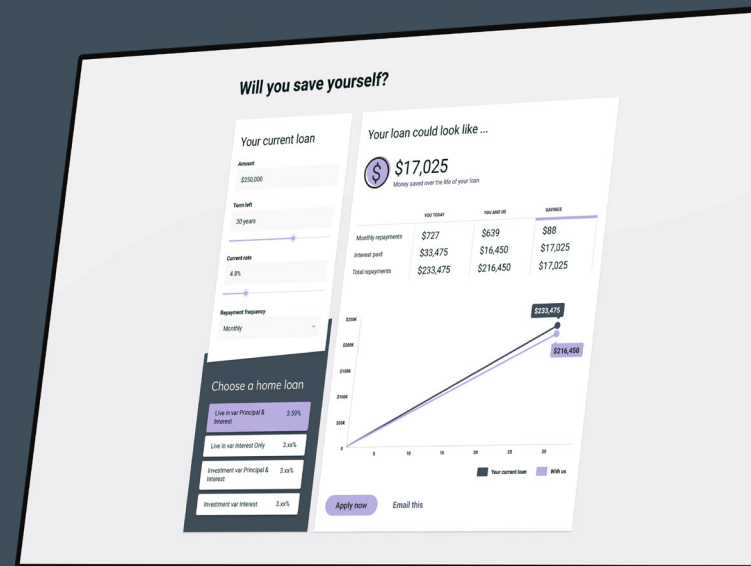 Will you save yourself?
Your current loan
Amount
$250,000
Term left
30 years
Current rate
4.8%
Repayment frequency
Monthly
Choose a home loan
Live in var Principal & Interest 3.59%
Live in var Interest Only 3.xx%
Investment var Principal & Interest 3.xx%
Investment var Interest 3.xx%
Your loan could look like ...
$
$17,025
Money saved over the life of your loan
YOU TODAY YOU AND US SAVINGS
Monthly repayments $727 $639 $88
Interest paid $33,475 $16,450 $17,025
Total repayments $233,475 $216,450 $17,025
$233,475
$216,450
$250K
$200K
$150K
$100K
$50K
0
5 10 15 20 25 30
Your current loan With us
Apply now Email this